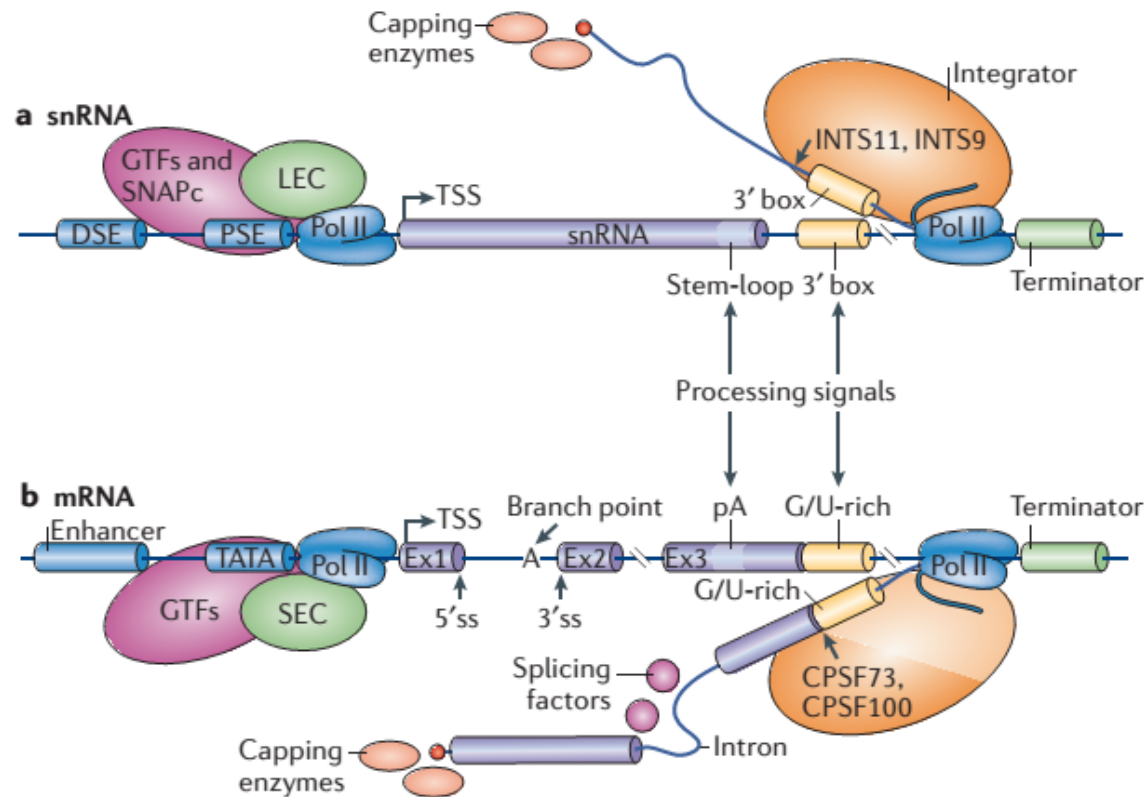 Capping
enzymes
Integrator
a snRNA
INTS11, INTS9
GTFs and
SNAPc
LEC
TSS
3′ box
DSE
PSE
Pol II
snRNA
Pol II
Stem-loop
3′ box
Terminator
Processing signals
b mRNA
Enhancer
TSS
Branch point
pA
G/U-rich
Terminator
TATA
Pol II
Ex1
A
Ex2
Ex3
Pol II
G/U-rich
GTFs
SEC
5′ss
3′ss
Splicing
factors
CPSF73,
CPSF100
Intron
Capping
enzymes